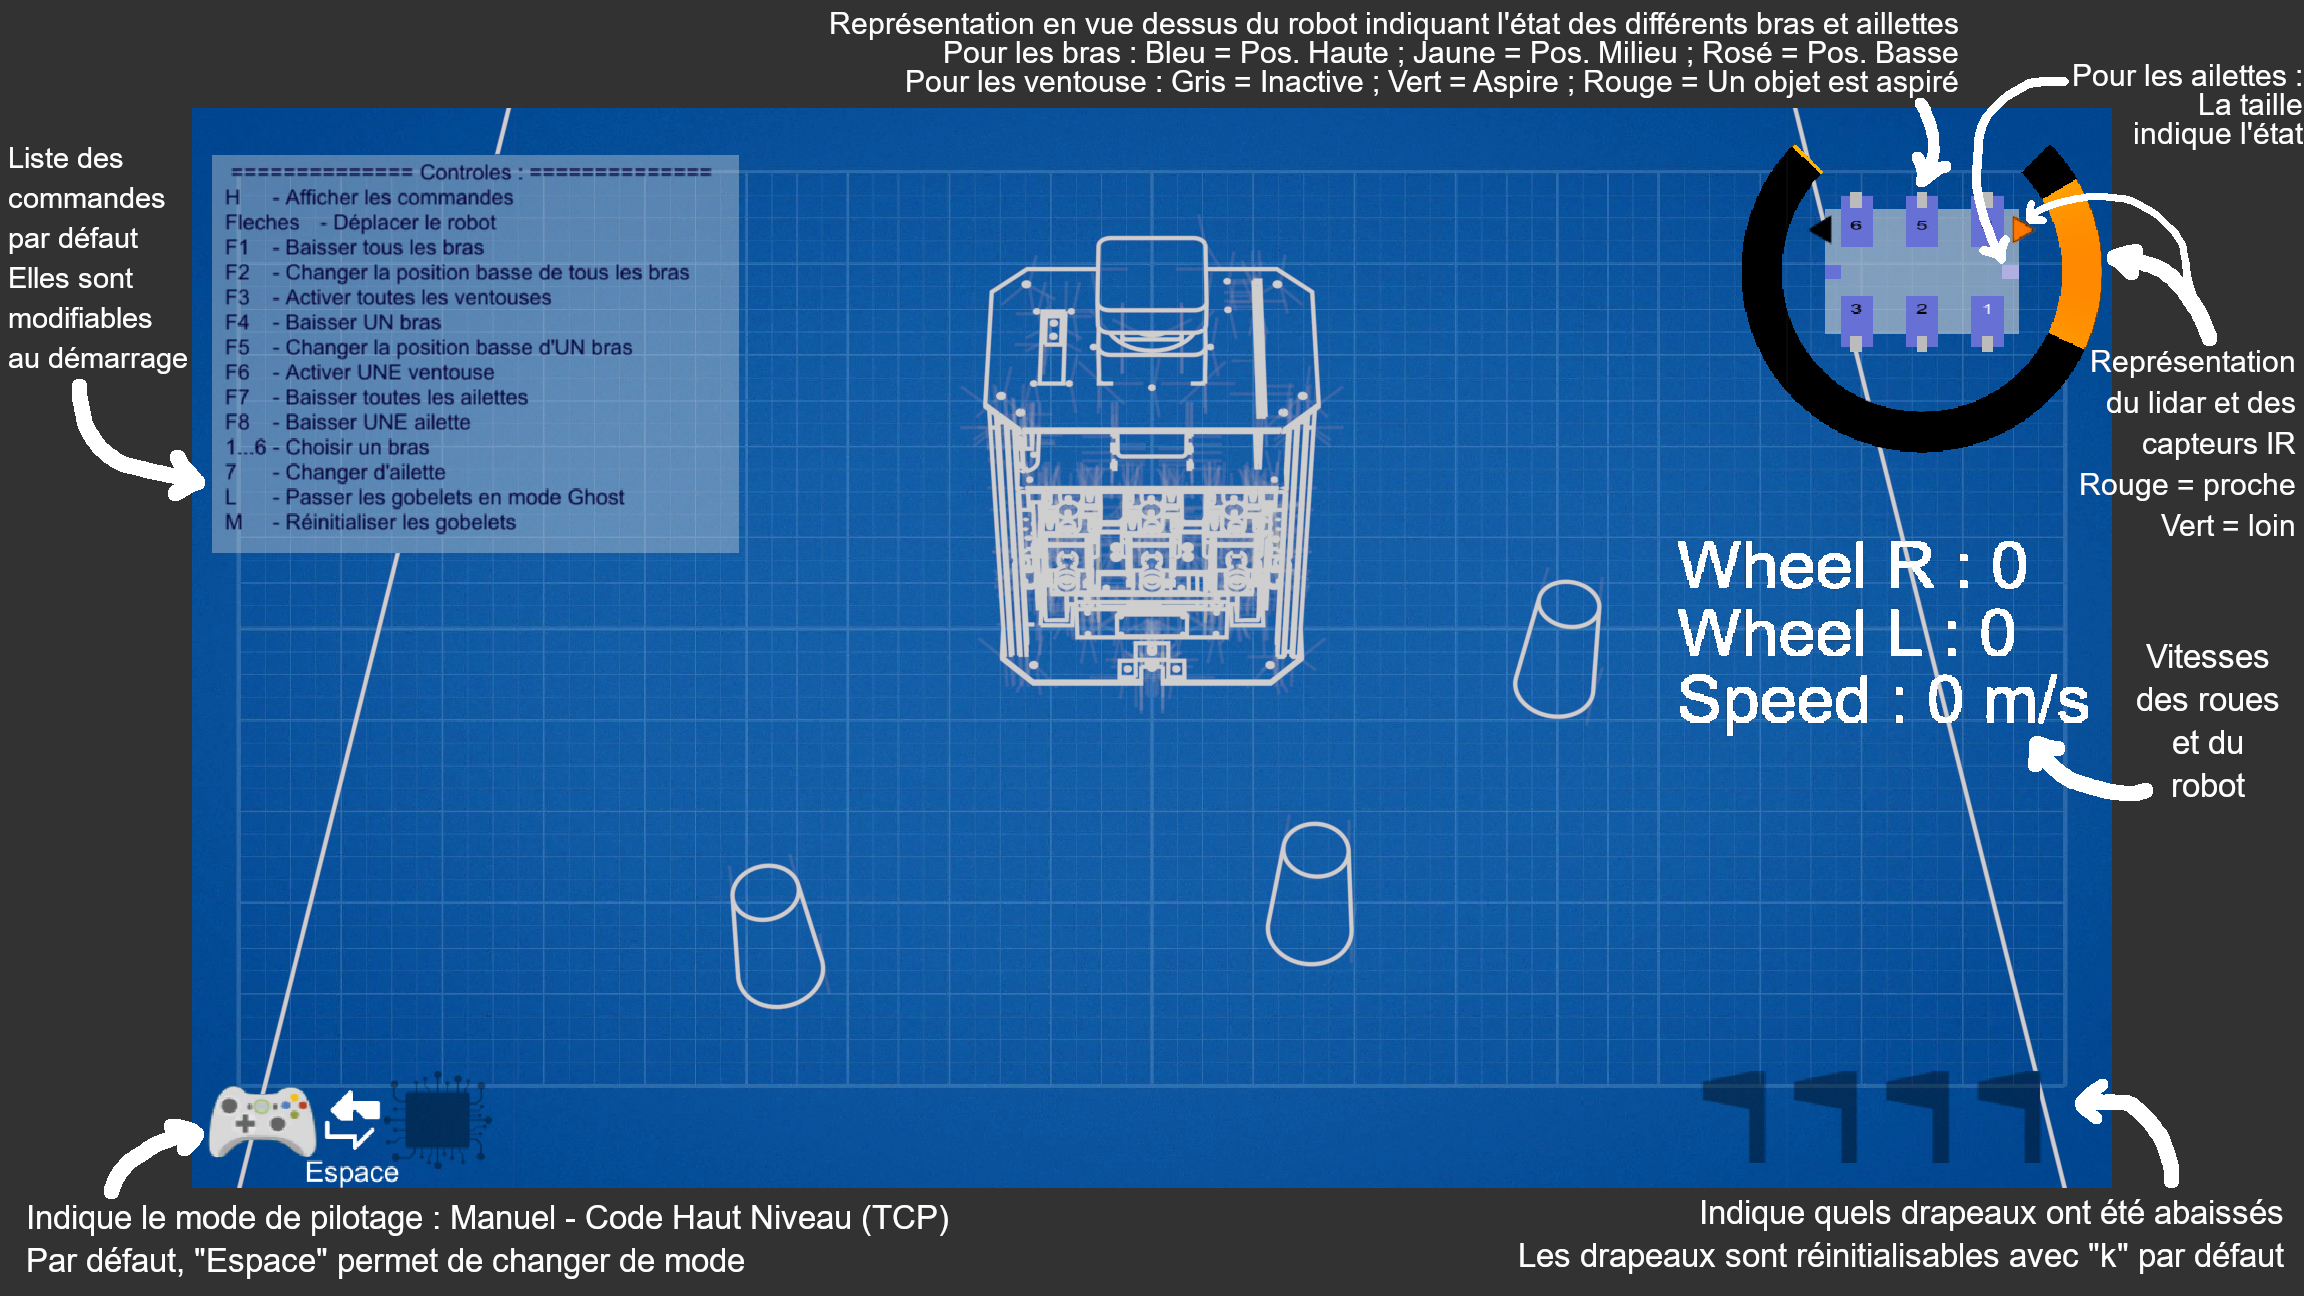 Représentation en vue dessus du robot indiquant l'état des différents bras et aillettes
Pour les bras : Bleu = Pos. Haute ; Jaune = Pos. Milieu ; Rosé = Pos. Basse
Pour les ventouse : Gris = Inactive ; Vert = Aspire ; Rouge = Un objet est aspiré
Pour les ailettes :
La taille
indique l'état
Liste des
commandes
par défaut
Elles sont
modifiables
au démarrage
============== Controles : ==============
H - Afficher les commandes
Fleches - Déplacer le robot
F1 - Baisser tous les bras
F2 - Changer la position basse de tous les bras
F3 - Activer toutes les ventouses
F4 - Baisser UN bras
F5 - Changer la position basse d'UN bras
F6 - Activer UNE ventouse
F7 - Baisser toutes les ailettes
F8 - Baisser UNE ailette
1...6 - Choisir un bras
7 - Changer d'ailette
L - Passer les gobelets en mode Ghost
M - Réinitialiser les gobelets
6 5
3 2 1
Représentation
du lidar et des
capteurs IR
Rouge = proche
Vert = loin
Wheel R : 0
Wheel L : 0
Speed : 0 m/s
Vitesses
des roues
et du
robot
Espace
Indique le mode de pilotage : Manuel - Code Haut Niveau (TCP)
Par défaut, "Espace" permet de changer de mode
Indique quels drapeaux ont été abaissés
Les drapeaux sont réinitialisables avec "k" par défaut